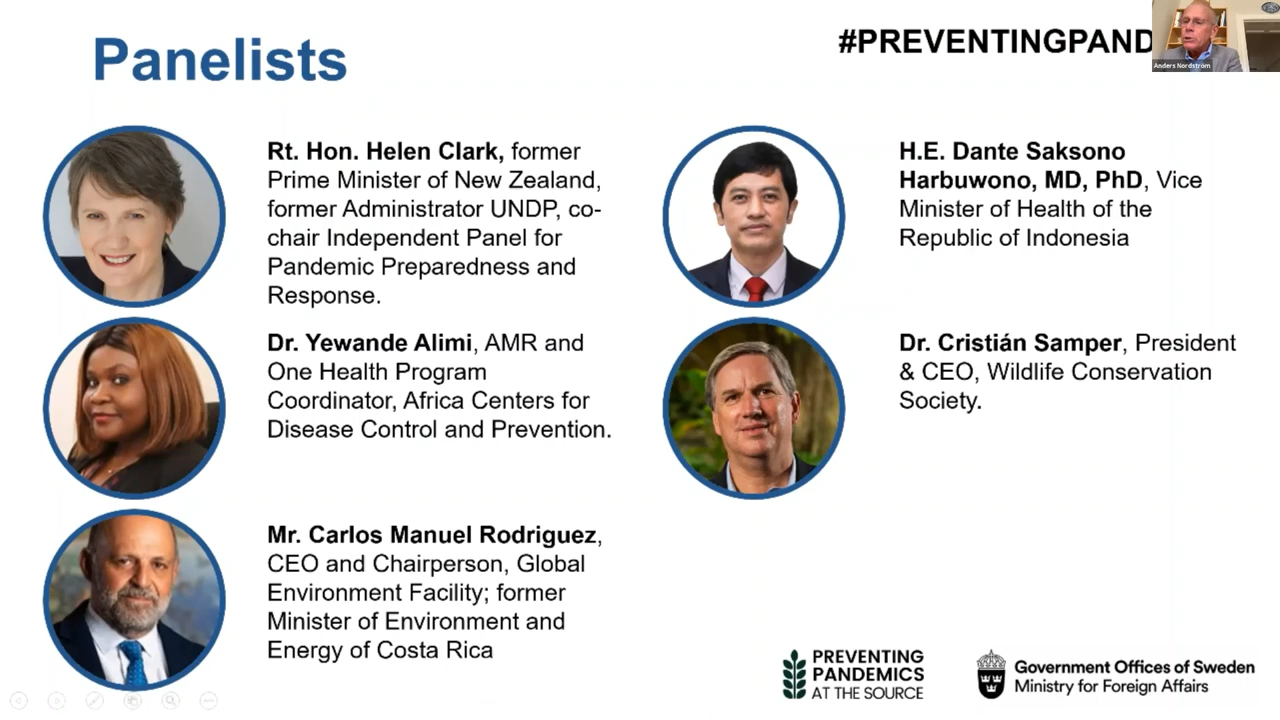 Panelists
#PREVENTINGPAND
Anders Nordström
Rt. Hon. Helen Clark, former
Prime Minister of New Zealand,
former Administrator UNDP, co-
chair Independent Panel for
Pandemic Preparedness and
Response.
H.E. Dante Saksono
Harbuwono, MD, PhD, Vice
Minister of Health of the
Republic of Indonesia
Dr. Yewande Alimi, AMR and
One Health Program
Coordinator, Africa Centers for
Disease Control and Prevention.
Dr. Cristián Samper, President
& CEO, Wildlife Conservation
Society.
Mr. Carlos Manuel Rodriguez,
CEO and Chairperson, Global
Environment Facility; former
Minister of Environment and
Energy of Costa Rica
PREVENTING
PANDEMICS
AT THE SOURCE
Government Offices of Sweden
Ministry for Foreign Affairs